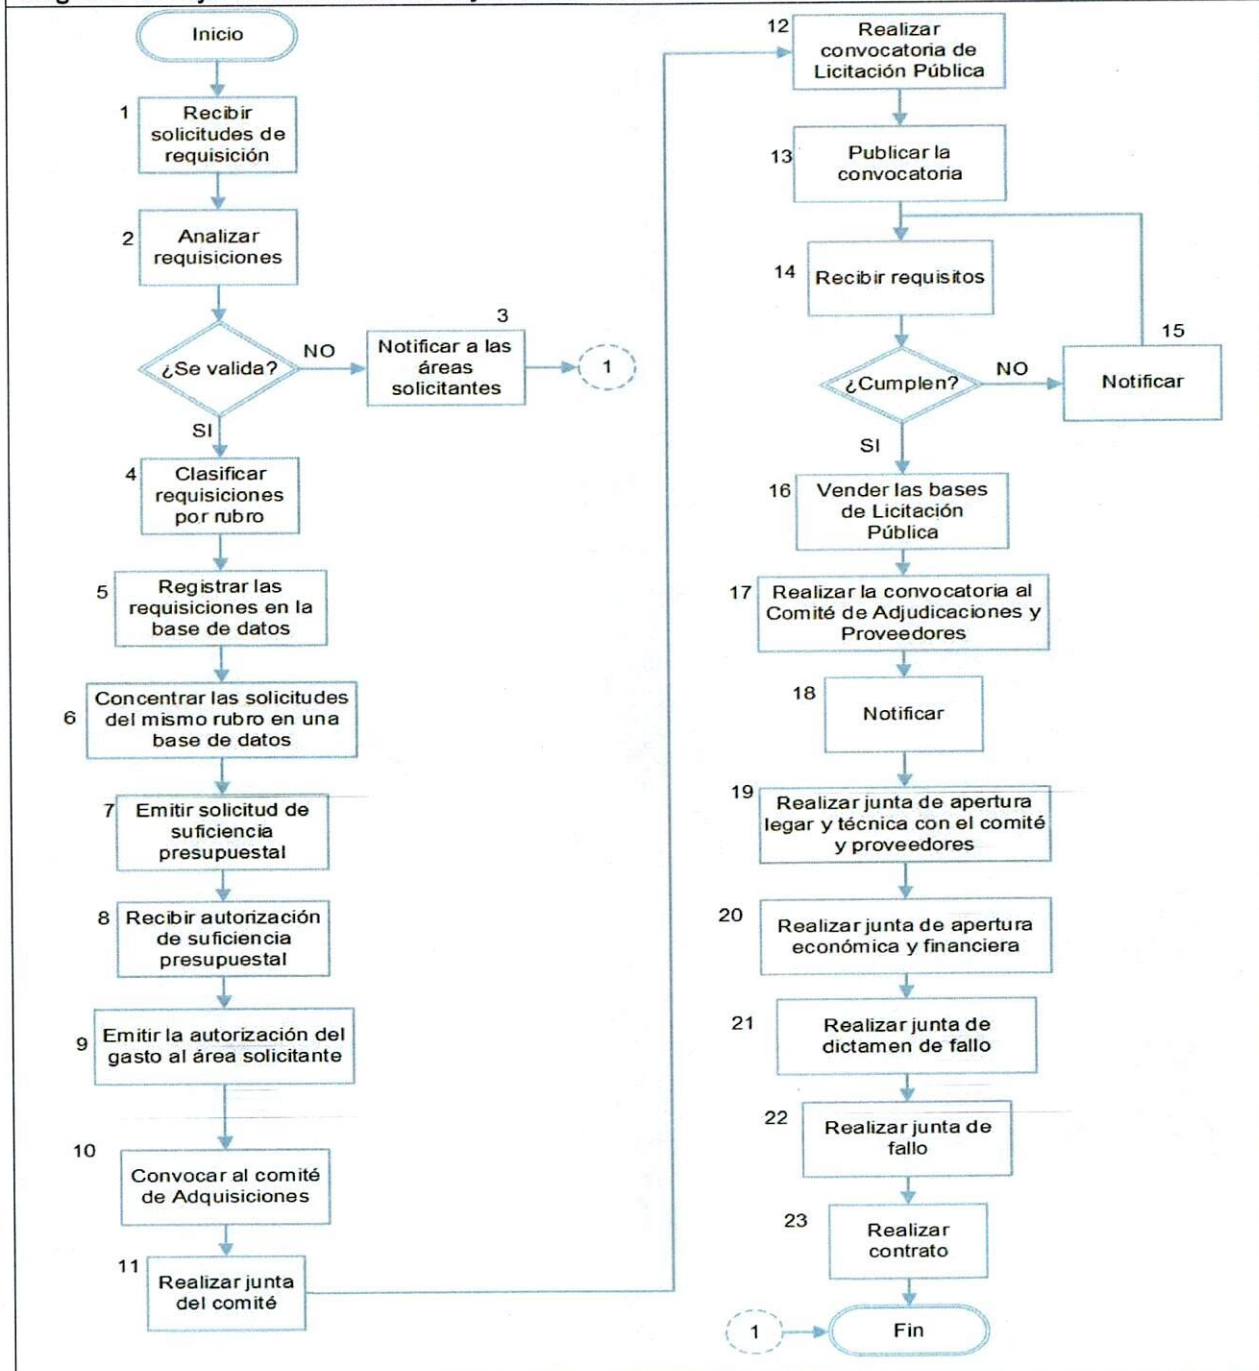 Inicio
1
Recibir
solicitudes de
requisición
2
Analizar
requisiciones
¿Se valida?
NO
3
Notificar a las
áreas
solicitantes
1
SI
4
Clasificar
requisiciones
por rubro
5
Registrar las
requisiciones en la
base de datos
6
Concentrar las solicitudes
del mismo rubro en una
base de datos
7
Emitir solicitud de
suficiencia
presupuestal
8
Recibir autorización
de suficiencia
presupuestal
9
Emitir la autorización del
gasto al área solicitante
10
Convocar al comité
de Adquisiciones
11
Realizar junta
del comité
12
Realizar
convocatoria de
Licitación Pública
13
Publicar la
convocatoria
14
Recibir requisitos
¿Cumplen?
NO
15
Notificar
SI
16
Vender las bases
de Licitación
Pública
17
Realizar la convocatoria al
Comité de Adjudicaciones y
Proveedores
18
Notificar
19
Realizar junta de apertura
legar y técnica con el comité
y proveedores
20
Realizar junta de apertura
económica y financiera
21
Realizar junta de
dictamen de fallo
22
Realizar junta de
fallo
23
Realizar
contrato
1
Fin